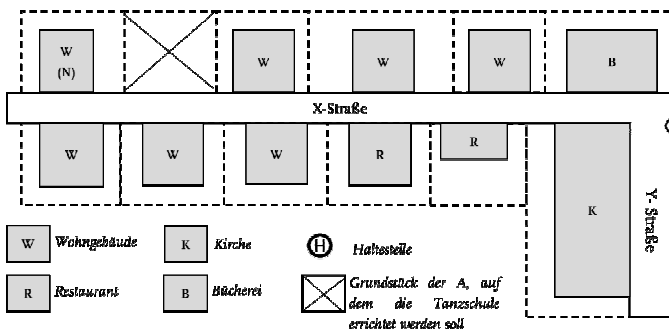 W
(N)
W
W
W
B
X-Straße
W
W
W
R
R
K
Y- Straße
W
Wohngebäude
K
Kirche
H
Haltestelle
R
Restaurant
B
Bücherei
Grundstück der A, auf
dem die Tanzschule
errichtet werden soll